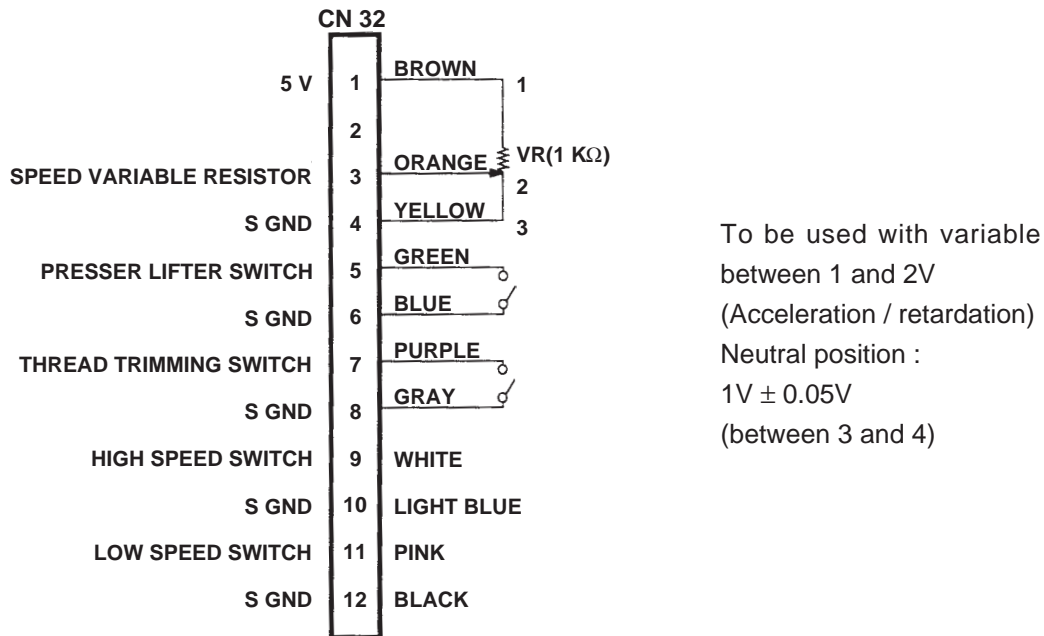 CN 32
5 V 1 BROWN 1
2
VR(1 KΩ)
SPEED VARIABLE RESISTOR 3 ORANGE 2
S GND 4 YELLOW 3
PRESSER LIFTER SWITCH 5 GREEN
S GND 6 BLUE
THREAD TRIMMING SWITCH 7 PURPLE
S GND 8 GRAY
HIGH SPEED SWITCH 9 WHITE
S GND 10 LIGHT BLUE
LOW SPEED SWITCH 11 PINK
S GND 12 BLACK
To be used with variable
between 1 and 2V
(Acceleration / retardation)
Neutral position :
1V ± 0.05V
(between 3 and 4)